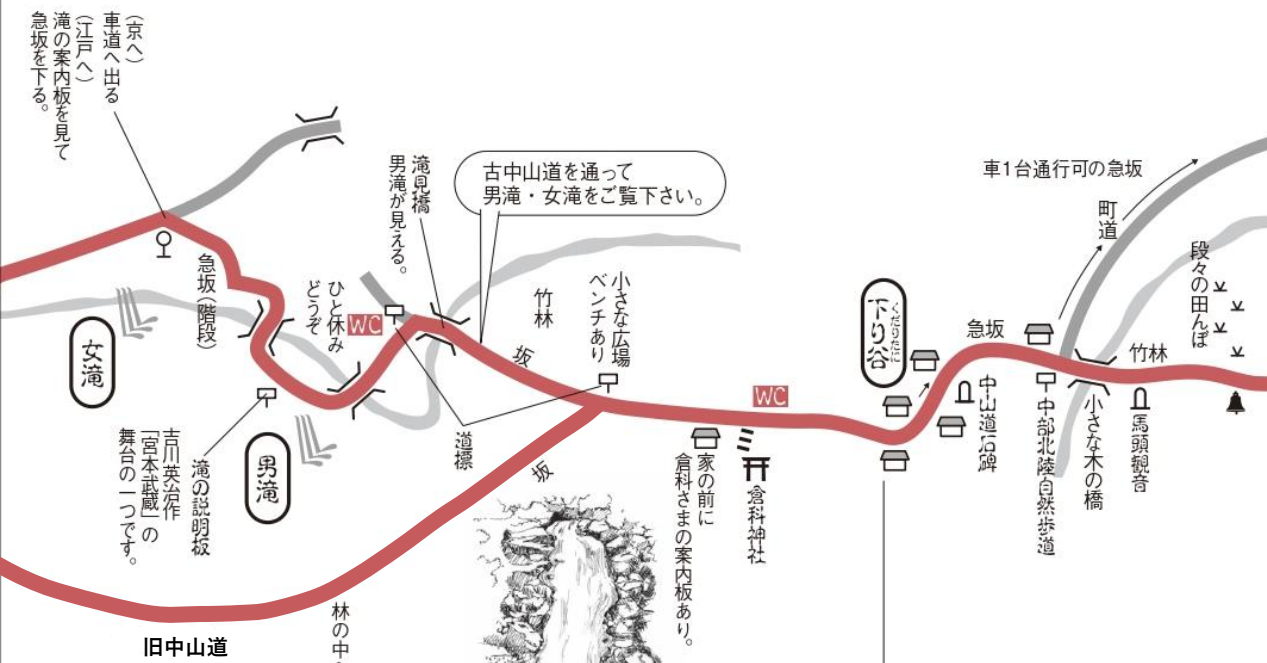 (京へ)
車道へ出る
(江戸へ)
滝の案内板を見て
急坂を下る。
急坂(階段)
女滝
男滝
滝の説明板
吉川英治作
「宮本武蔵」の
舞台の一つです。
ひと休み
どうぞ
WC
滝見橋
男滝が見える。
古中山道を通って
男滝・女滝をご覧下さい。
道標
坂
竹林
小さな広場
ベンチあり
坂
旧中山道
林の中
WC
家の前に
倉科さまの案内板あり。
倉科神社
下り谷
くだりたに
急坂
中山道石碑
中部北陸自然歩道
小さな木の橋
竹林
馬頭観音
町道
車1台通行可の急坂
段々の田んぼ